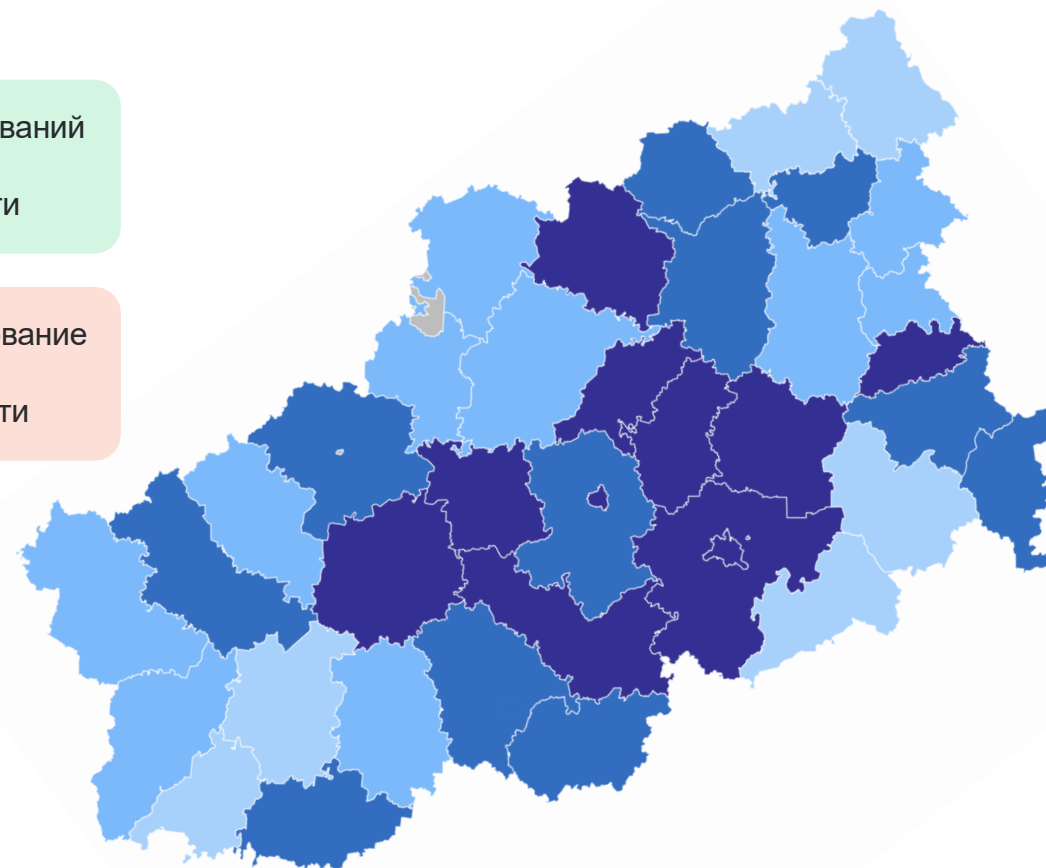 ваний
ти
вание
ти